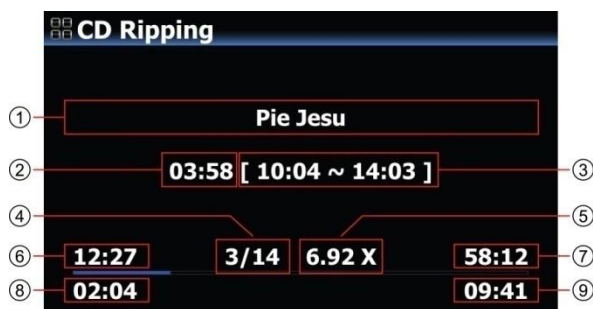 CD Ripping
① Pie Jesu
② 03:58 [ 10:04 ~ 14:03 ] ③
④ ⑤
⑥ 12:27 3/14 6.92 X 58:12 ⑦
⑧ 02:04 09:41 ⑨